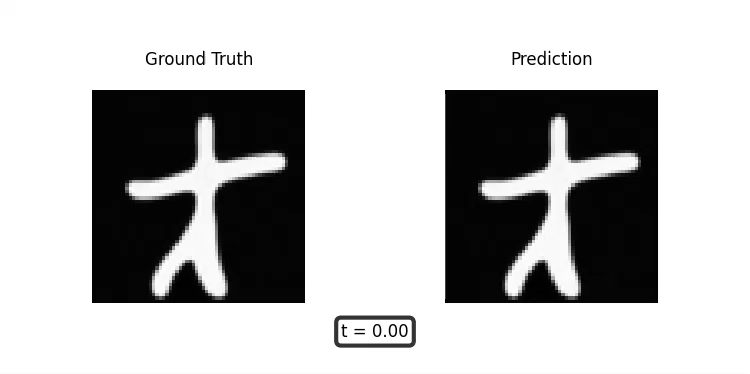 Ground Truth
Prediction
t = 0.00